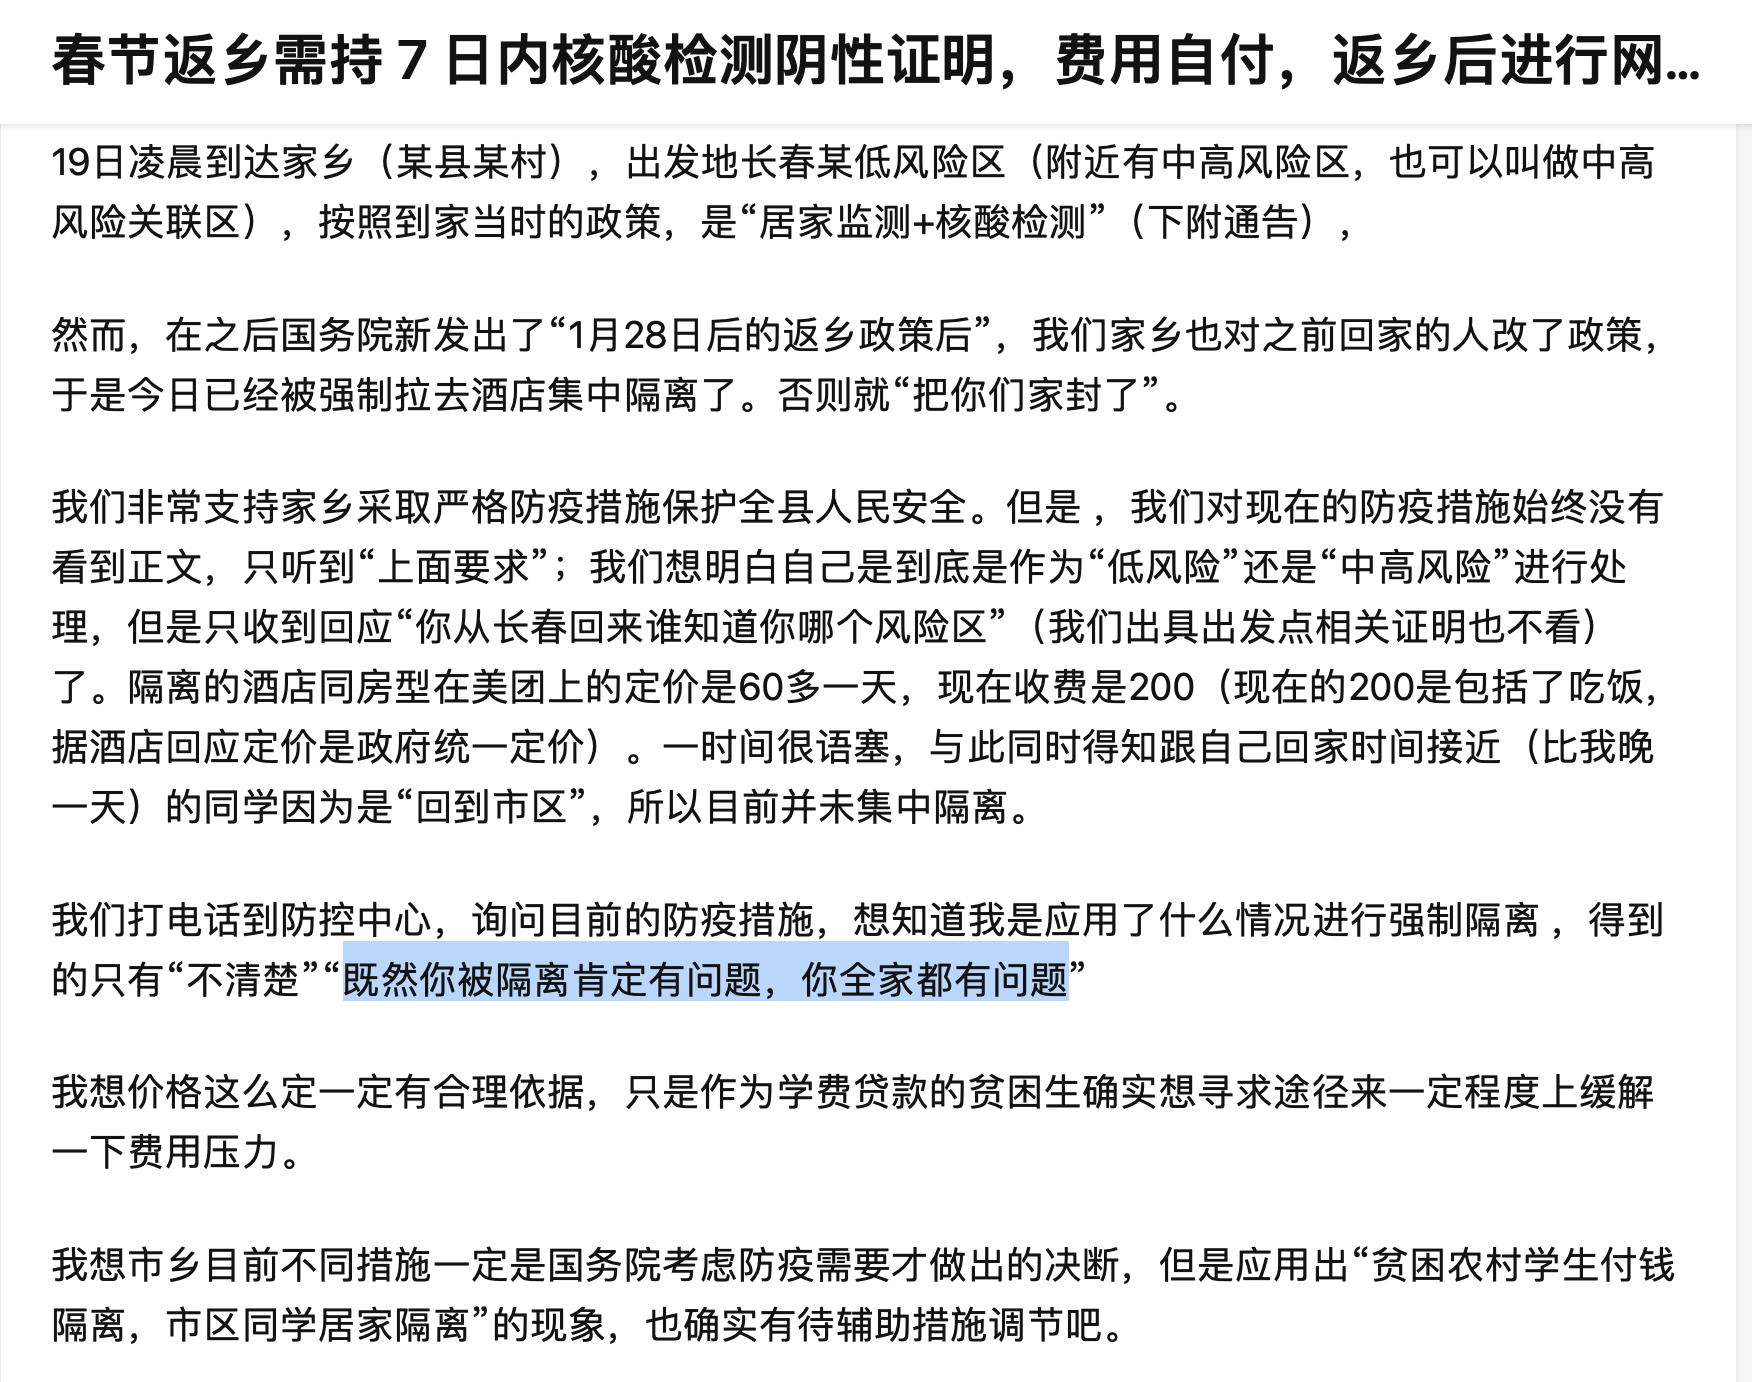 春节返乡需持 7 日内核酸检测阴性证明，费用自付，返乡后进行网...
19日凌晨到达家乡（某县某村），出发地长春某低风险区（附近有中高风险区，也可以叫做中高
风险关联区），按照到家当时的政策，是“居家监测+核酸检测”（下附通告），
然而，在之后国务院新发出了“1月28日后的返乡政策后”，我们家乡也对之前回家的人改了政策，
于是今日已经被强制拉去酒店集中隔离了。否则就“把你们家封了”。
我们非常支持家乡采取严格防疫措施保护全县人民安全。但是 ，我们对现在的防疫措施始终没有
看到正文，只听到“上面要求”；我们想明白自己是到底是作为“低风险”还是“中高风险”进行处
理，但是只收到回应“你从长春回来谁知道你哪个风险区”（我们出具出发点相关证明也不看）
了。隔离的酒店同房型在美团上的定价是60多一天，现在收费是200（现在的200是包括了吃饭，
据酒店回应定价是政府统一定价）。一时间很语塞，与此同时得知跟自己回家时间接近（比我晚
一天）的同学因为是“回到市区”，所以目前并未集中隔离。
我们打电话到防控中心，询问目前的防疫措施，想知道我是应用了什么情况进行强制隔离 ，得到
的只有“不清楚”“既然你被隔离肯定有问题，你全家都有问题”
我想价格这么定一定有合理依据，只是作为学费贷款的贫困生确实想寻求途径来一定程度上缓解
一下费用压力。
我想市乡目前不同措施一定是国务院考虑防疫需要才做出的决断，但是应用出“贫困农村学生付钱
隔离，市区同学居家隔离”的现象，也确实有待辅助措施调节吧。